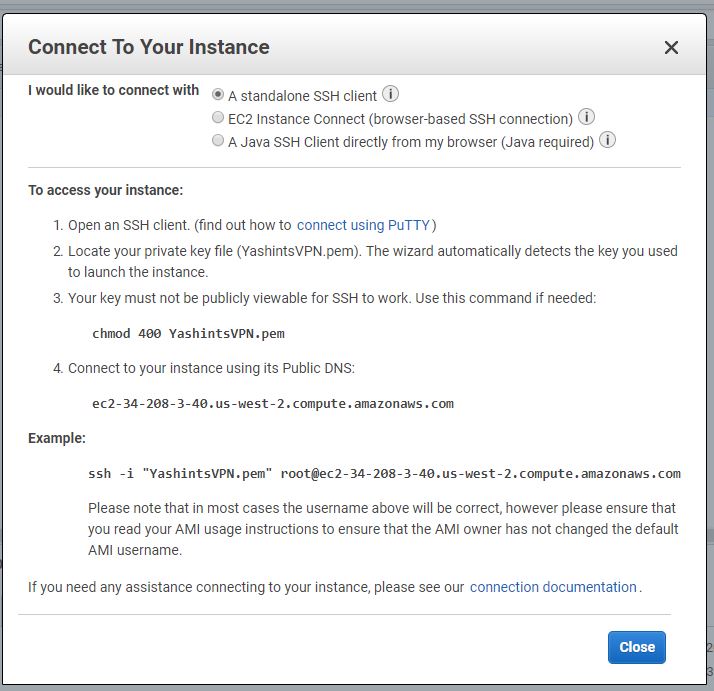 Connect To Your Instance
I would like to connect with
A standalone SSH client
EC2 Instance Connect (browser-based SSH connection)
A Java SSH Client directly from my browser (Java required)
To access your instance:
1. Open an SSH client. (find out how to connect using PuTTY)
2. Locate your private key file (YashintsVPN.pem). The wizard automatically detects the key you used
to launch the instance.
3. Your key must not be publicly viewable for SSH to work. Use this command if needed:
chmod 400 YashintsVPN.pem
4. Connect to your instance using its Public DNS:
ec2-34-208-3-40.us-west-2.compute.amazonaws.com
Example:
ssh -i "YashintsVPN.pem" root@ec2-34-208-3-40.us-west-2.compute.amazonaws.com
Please note that in most cases the username above will be correct, however please ensure that
you read your AMI usage instructions to ensure that the AMI owner has not changed the default
AMI username.
If you need any assistance connecting to your instance, please see our connection documentation.
Close